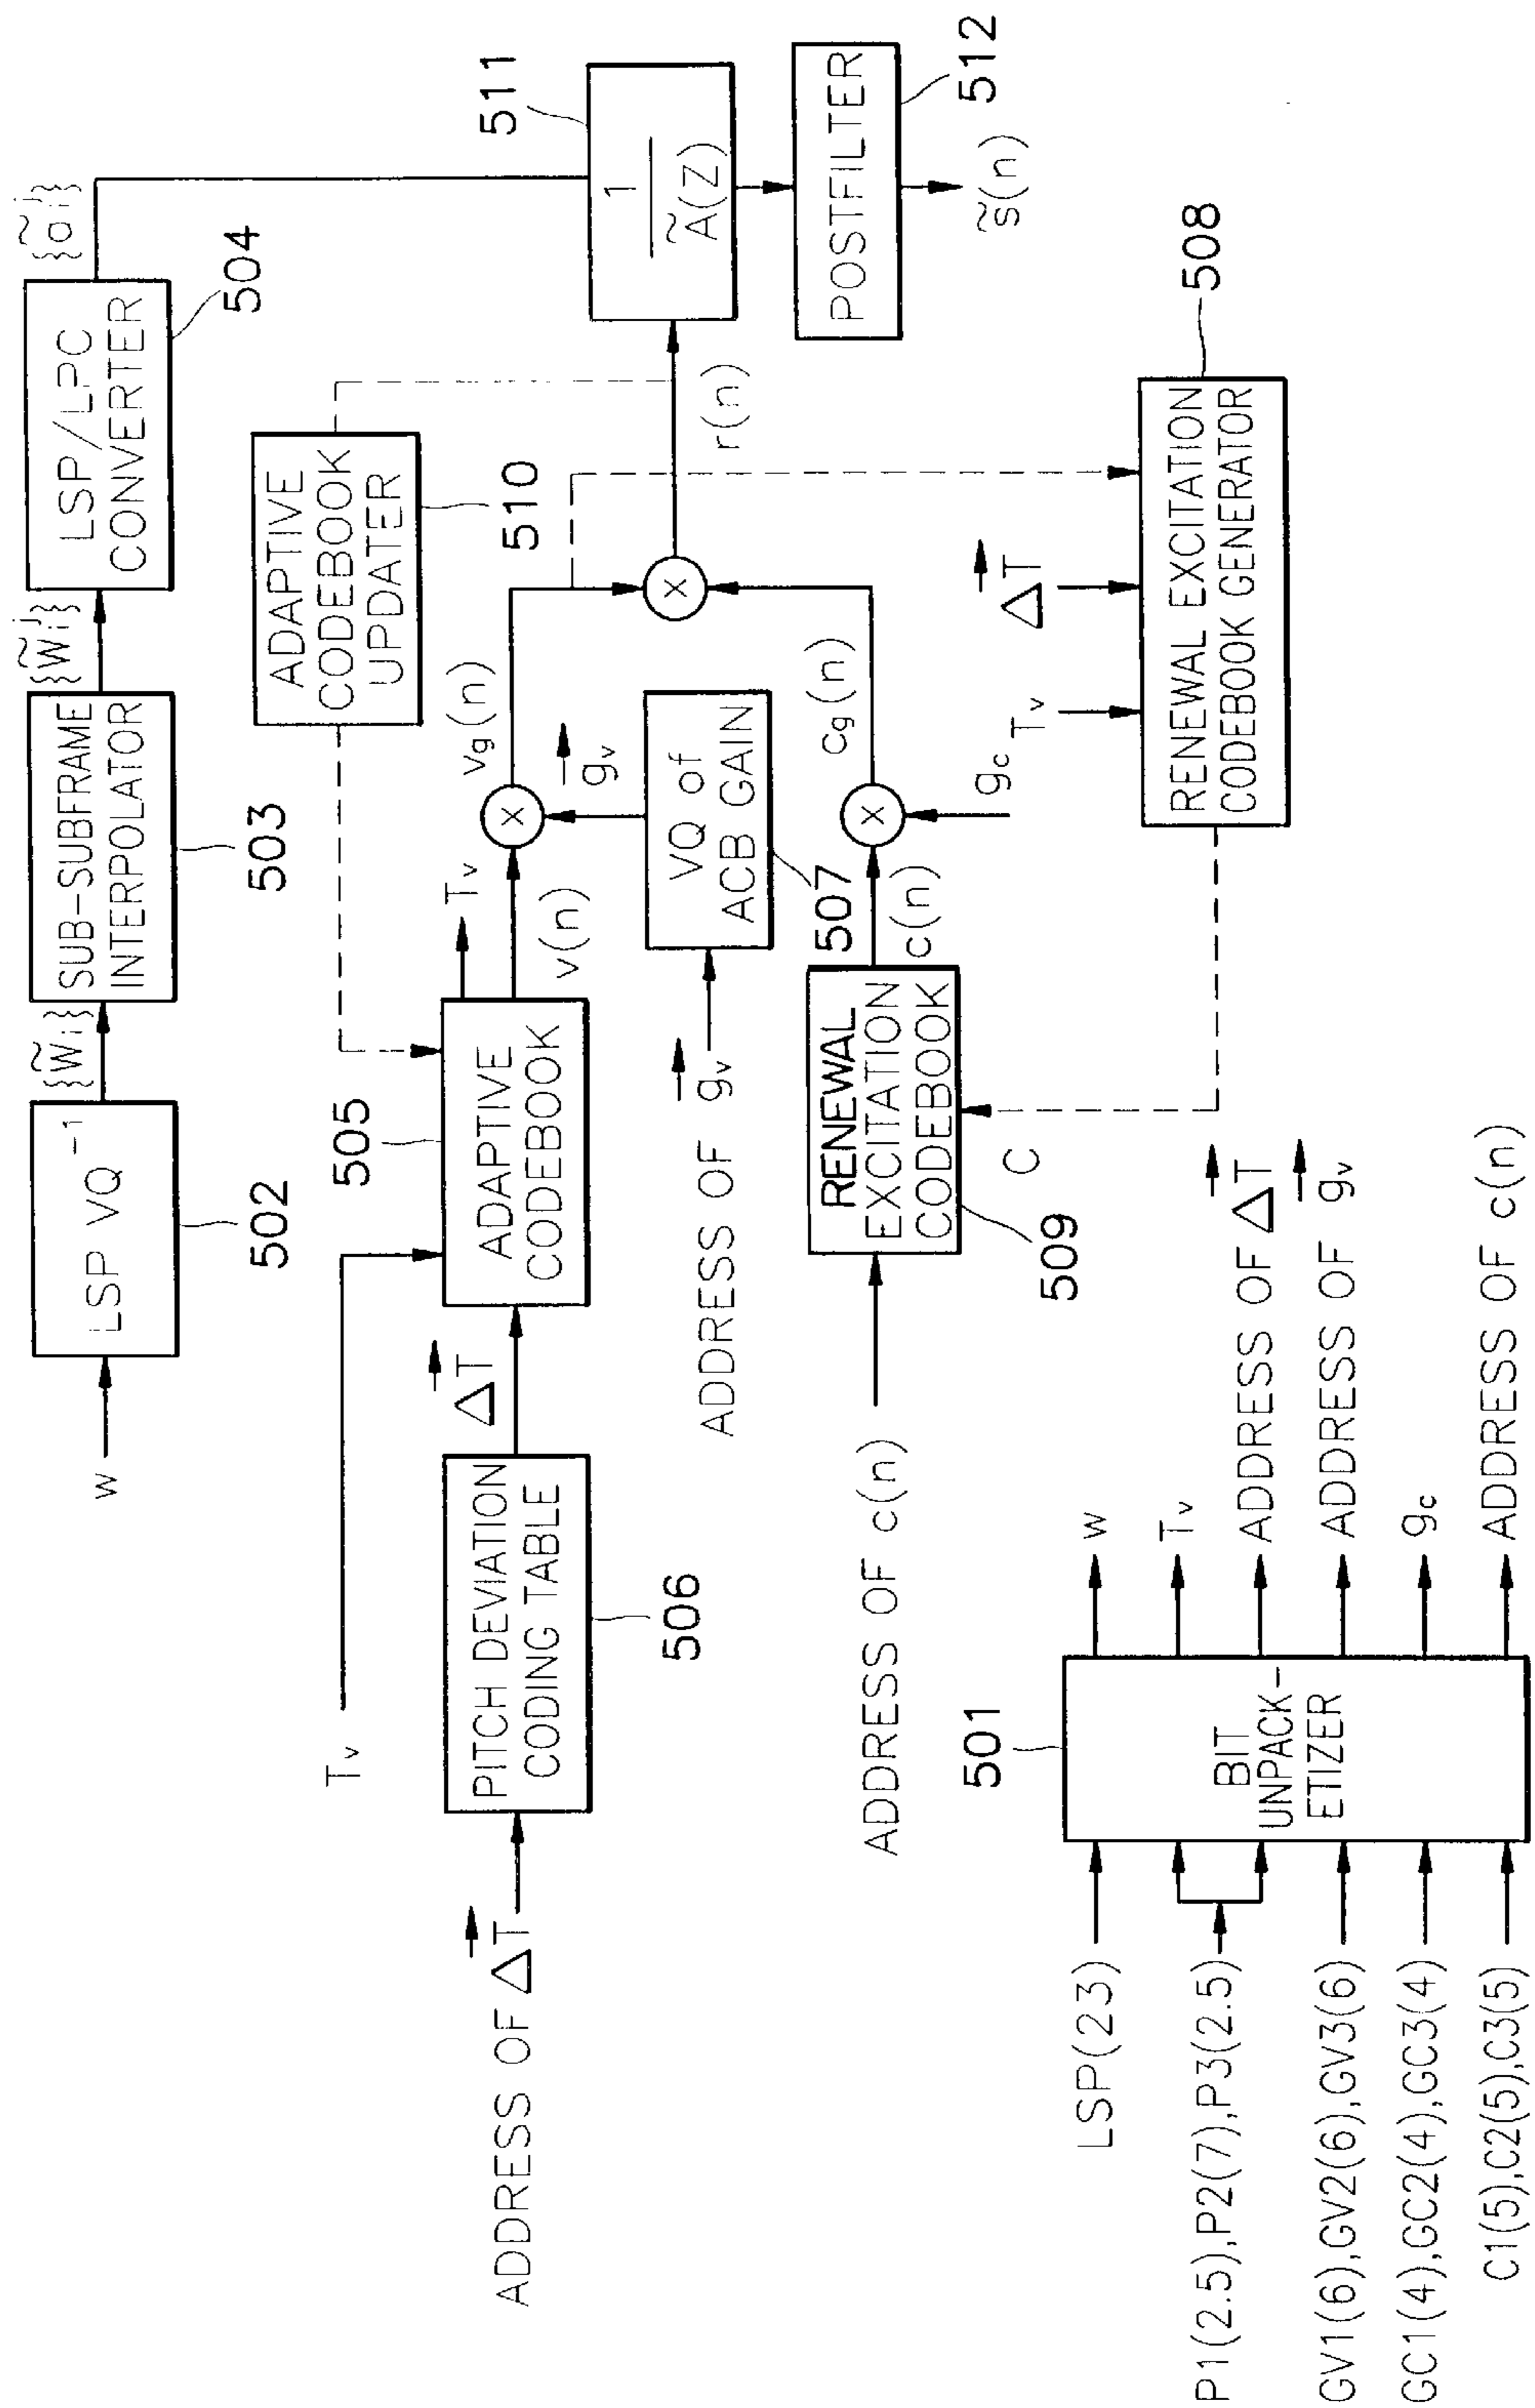 w
LSP VQ⁻¹
502
{w̃i}
SUB-SUBFRAME
INTERPOLATOR
503
{w̃iʲ}
LSP/LPC
CONVERTER
504
{ãiʲ}
ADAPTIVE
CODEBOOK
UPDATER
510
Tv
505
ADAPTIVE
CODEBOOK
Tv
v(n)
vg(n)
ADDRESS OF ΔT
PITCH DEVIATION
CODING TABLE
506
ΔT
x
gv
ADDRESS OF gv
VQ of
ACB GAIN
507
x
r(n)
511
1
Ã(Z)
POSTFILTER
512
s̃(n)
ADDRESS OF c(n)
RENEWAL
EXCITATION
CODEBOOK
509
c(n)
x
cg(n)
gc
C
Tv
ΔT
RENEWAL EXCITATION
CODEBOOK GENERATOR
508
501
BIT
UNPACK-
ETIZER
LSP(23)
P1(2.5),P2(7),P3(2.5)
GV1(6),GV2(6),GV3(6)
GC1(4),GC2(4),GC3(4)
C1(5),C2(5),C3(5)
w
Tv
ADDRESS OF ΔT
ADDRESS OF gv
gc
ADDRESS OF c(n)